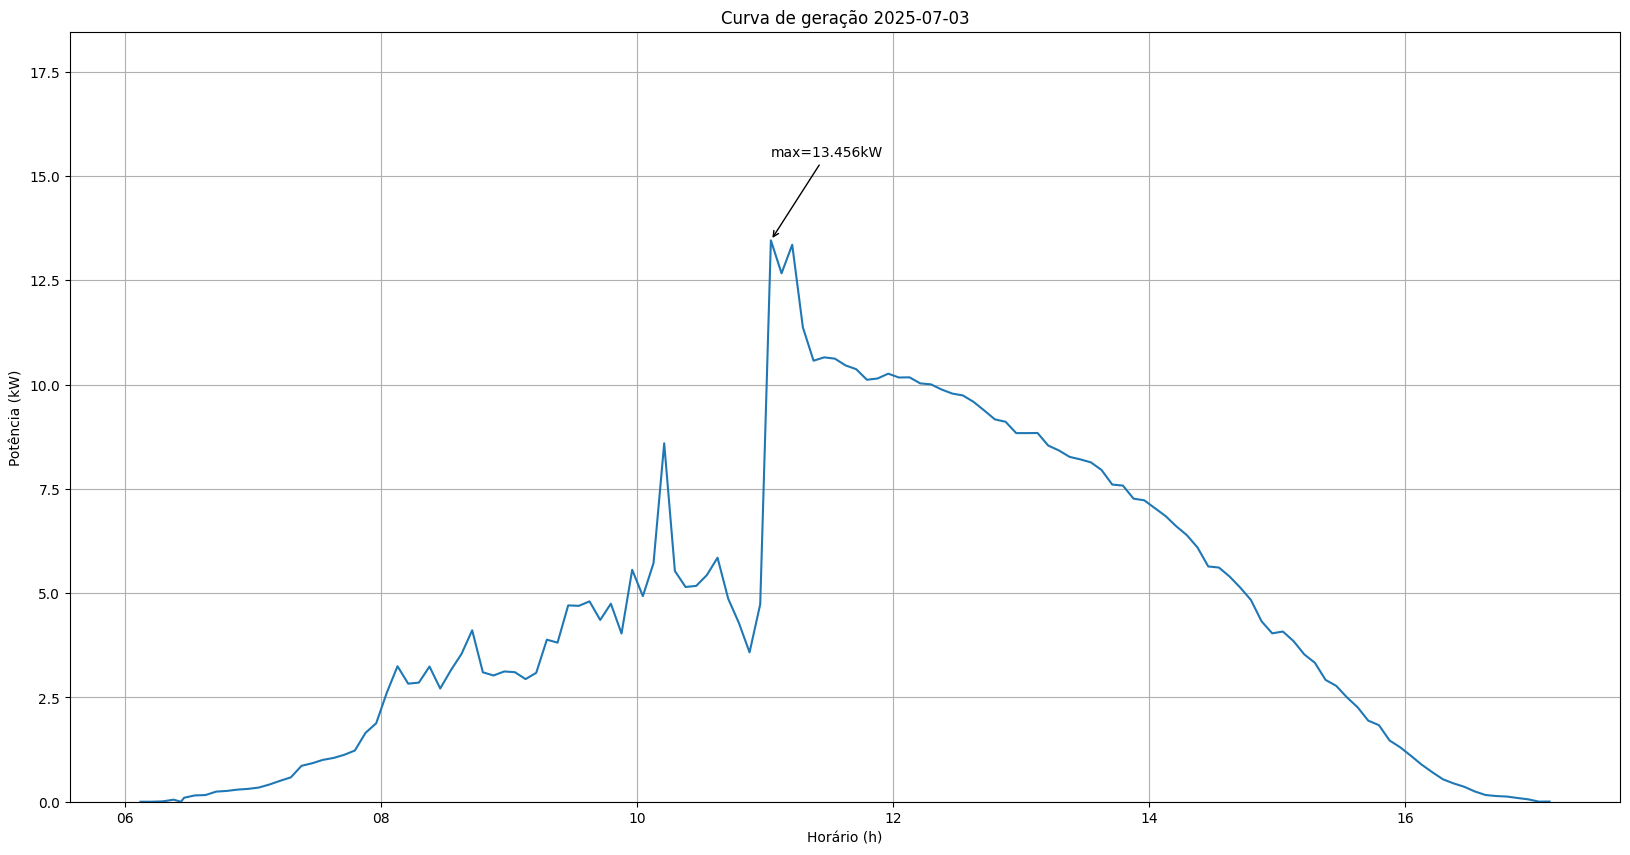 Curva de geração 2025-07-03
17.5
15.0
12.5
10.0
7.5
5.0
2.5
0.0
Potência (kW)
max=13.456kW
06 08 10 12 14 16
Horário (h)